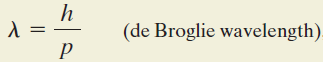 λ = h/p (de Broglie wavelength).